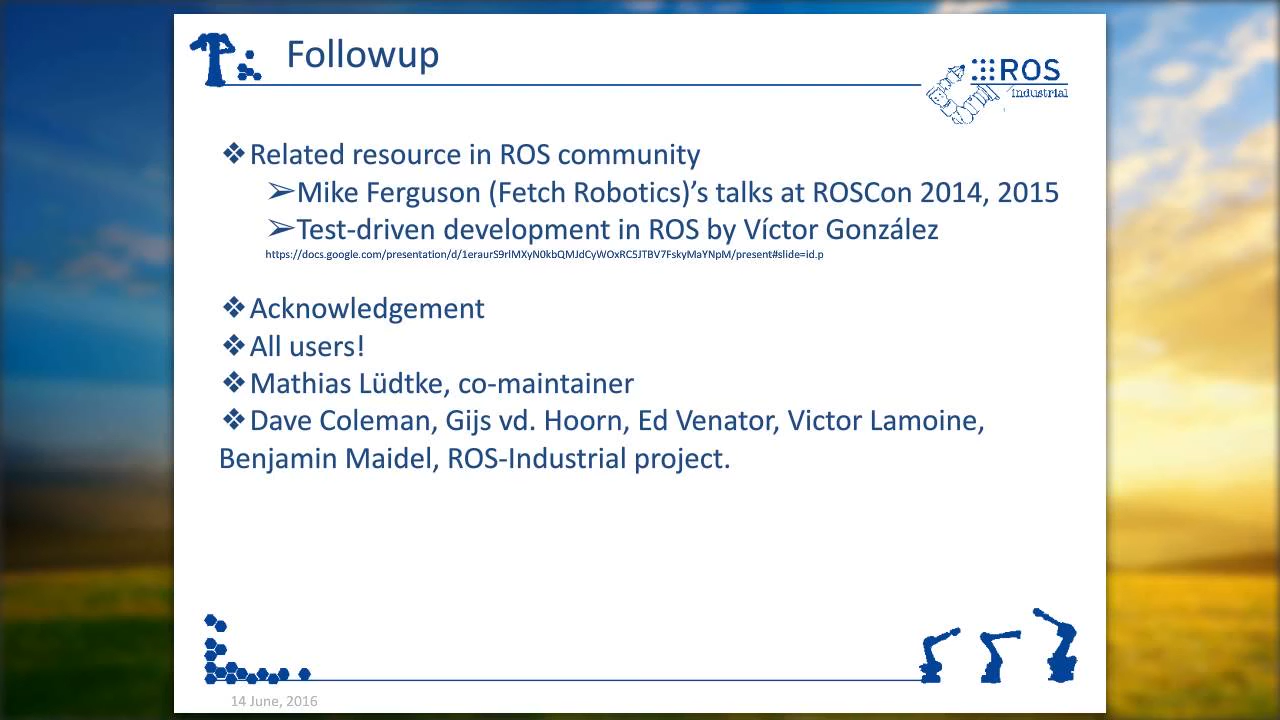 Followup
ROS
Industrial
❖Related resource in ROS community
➢Mike Ferguson (Fetch Robotics)’s talks at ROSCon 2014, 2015
➢Test-driven development in ROS by Víctor González
https://docs.google.com/presentation/d/1eraurS9rlMXyN0kbQMJdCyWOxRC5JTBV7FskyMaYNpM/present#slide=id.p
❖Acknowledgement
❖All users!
❖Mathias Lüdtke, co-maintainer
❖Dave Coleman, Gijs vd. Hoorn, Ed Venator, Victor Lamoine,
Benjamin Maidel, ROS-Industrial project.
14 June, 2016